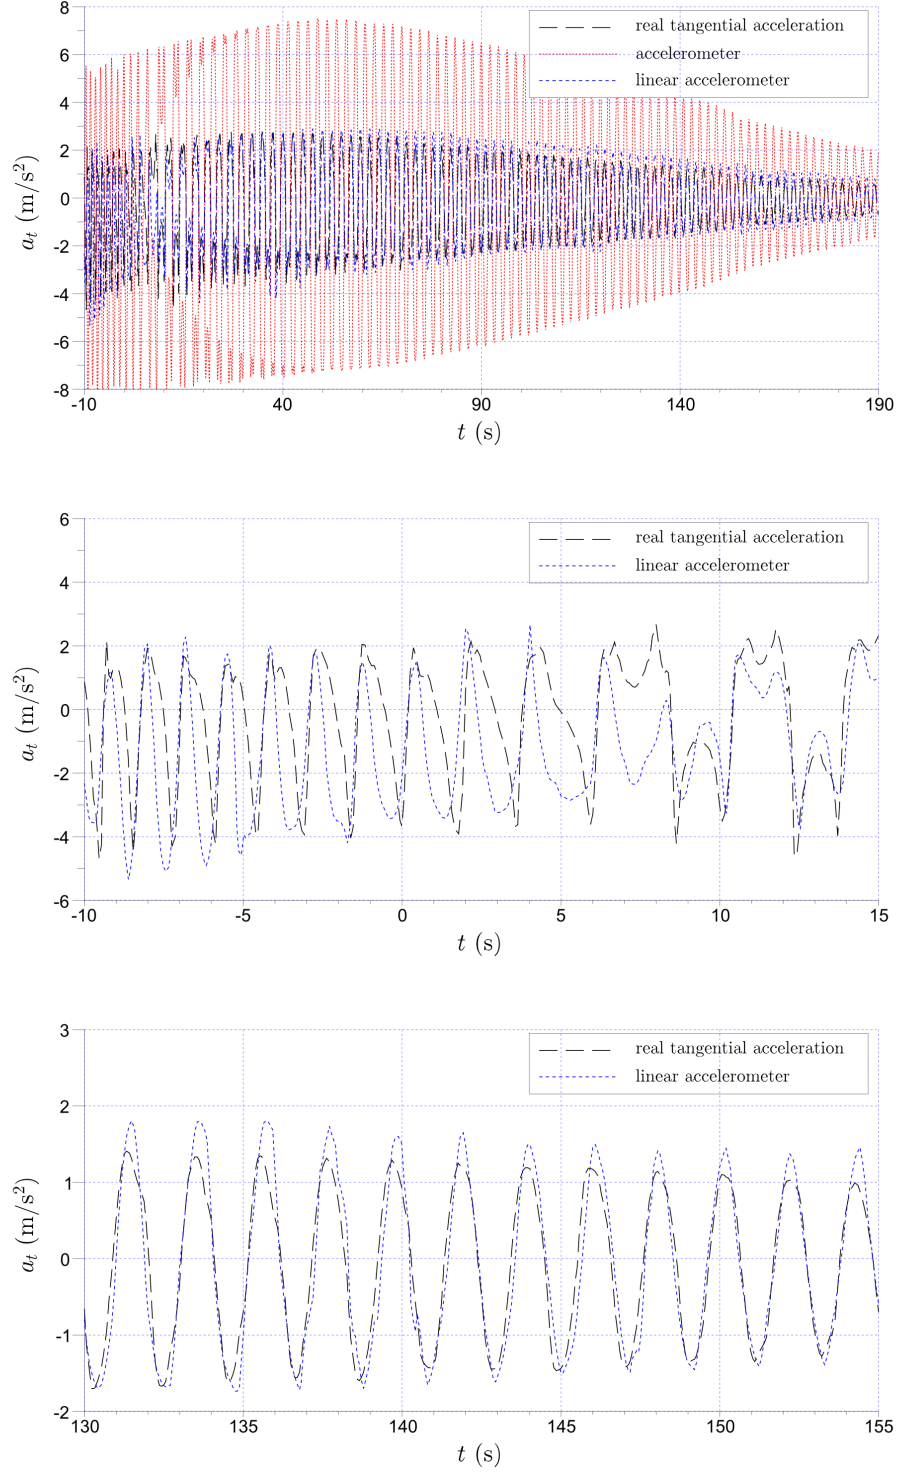 8
6
4
2
0
-2
-4
-6
-8
a_t (m/s²)
real tangential acceleration
accelerometer
linear accelerometer
-10 40 90 140 190
t (s)
6
4
2
0
-2
-4
-6
a_t (m/s²)
real tangential acceleration
linear accelerometer
-10 -5 0 5 10 15
t (s)
3
2
1
0
-1
-2
a_t (m/s²)
real tangential acceleration
linear accelerometer
130 135 140 145 150 155
t (s)